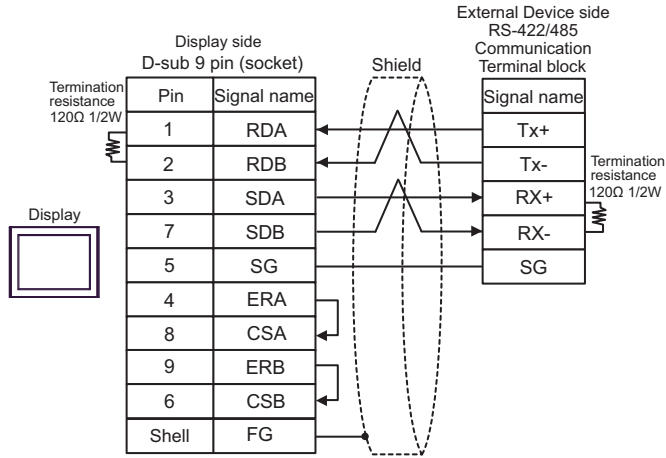 External Device side
RS-422/485
Communication
Terminal block
Display side
D-sub 9 pin (socket)
Shield
Termination
resistance
120Ω 1/2W
Pin Signal name
1 RDA
2 RDB
3 SDA
7 SDB
5 SG
4 ERA
8 CSA
9 ERB
6 CSB
Shell FG
Display
Signal name
Tx+
Tx-
RX+
RX-
SG
Termination
resistance
120Ω 1/2W